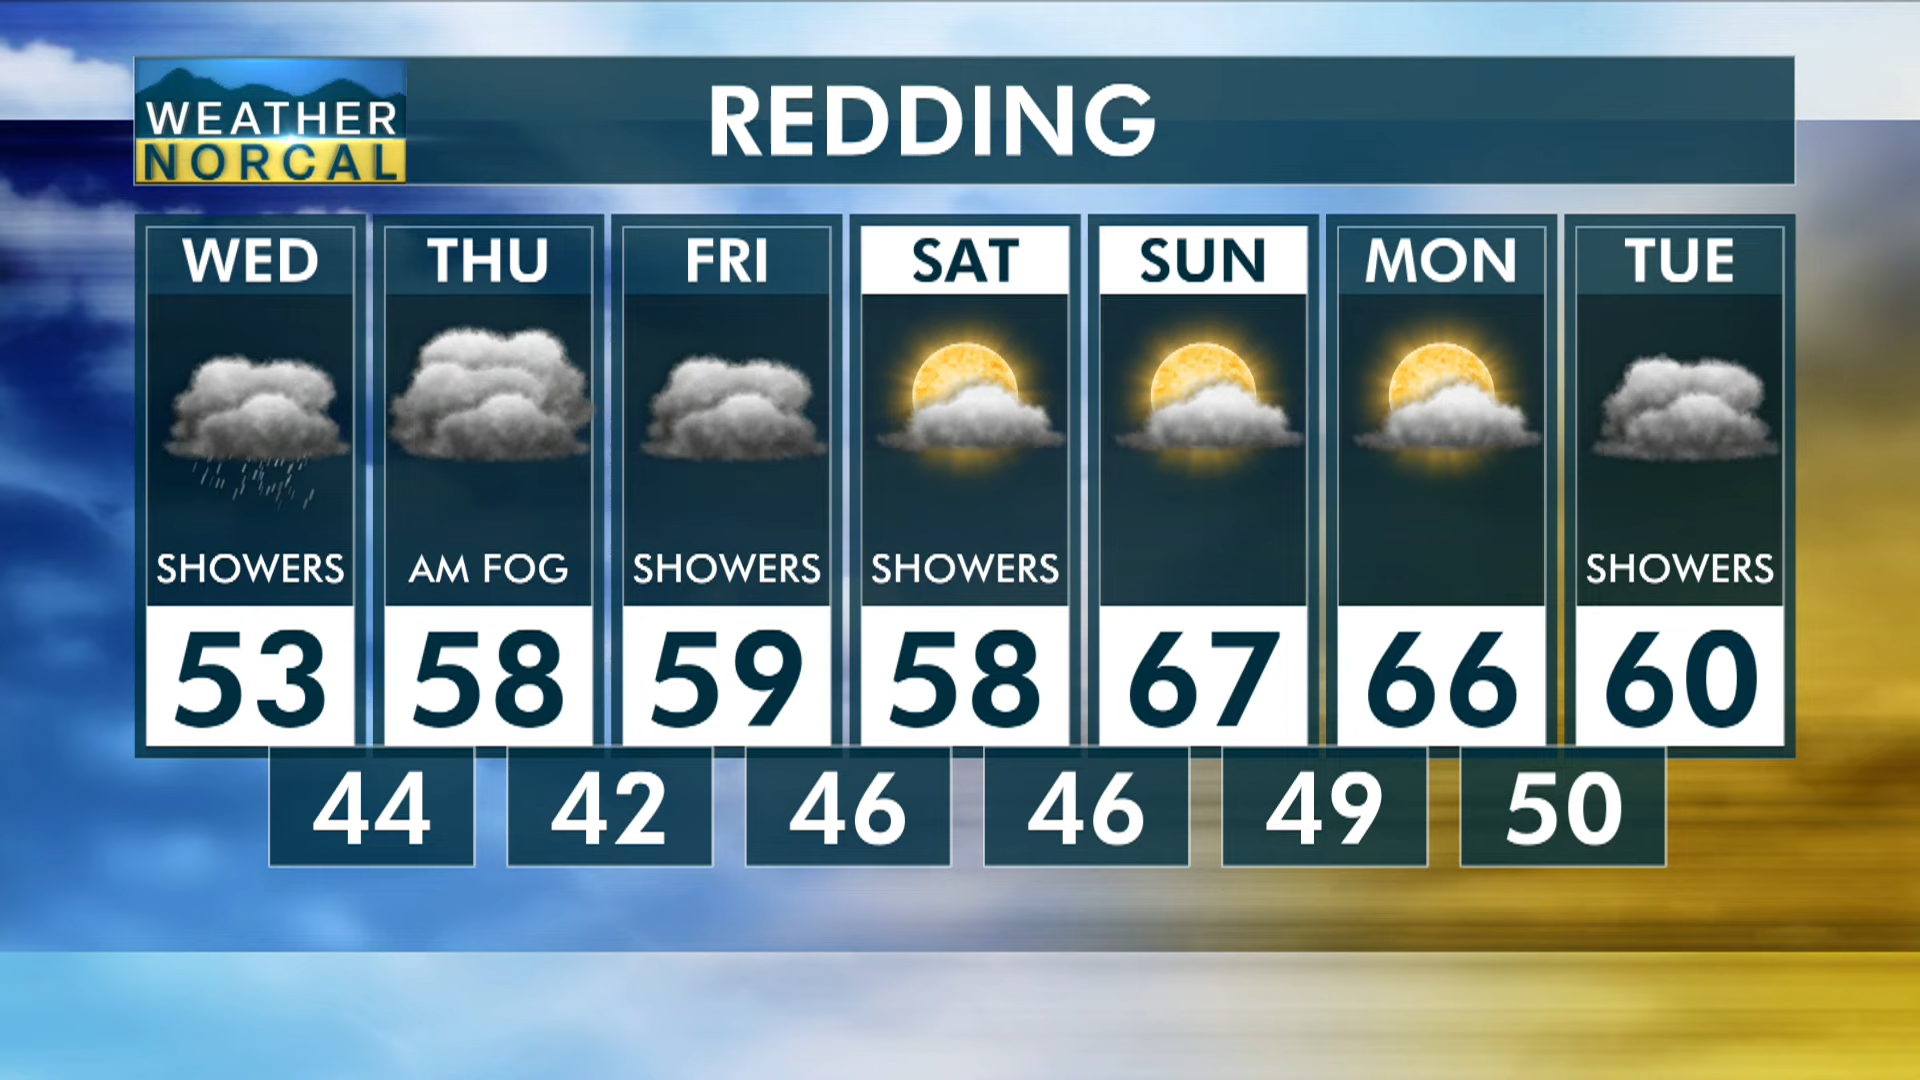 WEATHER
NORCAL
REDDING
WED THU FRI SAT SUN MON TUE
SHOWERS AM FOG SHOWERS SHOWERS SHOWERS
53 58 59 58 67 66 60
44 42 46 46 49 50